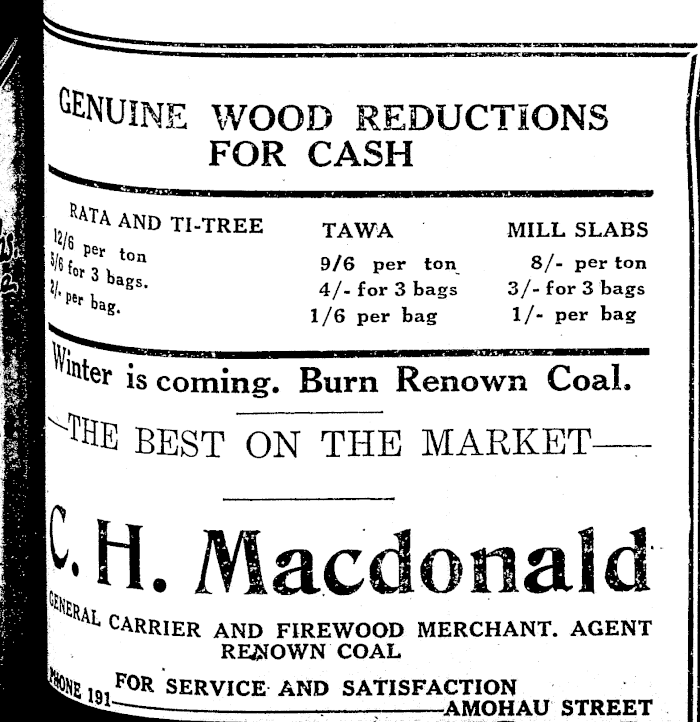 GENUINE WOOD REDUCTIONS
FOR CASH
RATA AND TI-TREE
12/6 per ton
5/6 for 3 bags.
2/- per bag.
TAWA
9/6 per ton
4/- for 3 bags
1/6 per bag
MILL SLABS
8/- per ton
3/- for 3 bags
1/- per bag
Winter is coming. Burn Renown Coal.
—THE BEST ON THE MARKET—
C. H. Macdonald
GENERAL CARRIER AND FIREWOOD MERCHANT. AGENT
RENOWN COAL
FOR SERVICE AND SATISFACTION
PHONE 191——AMOHAU STREET